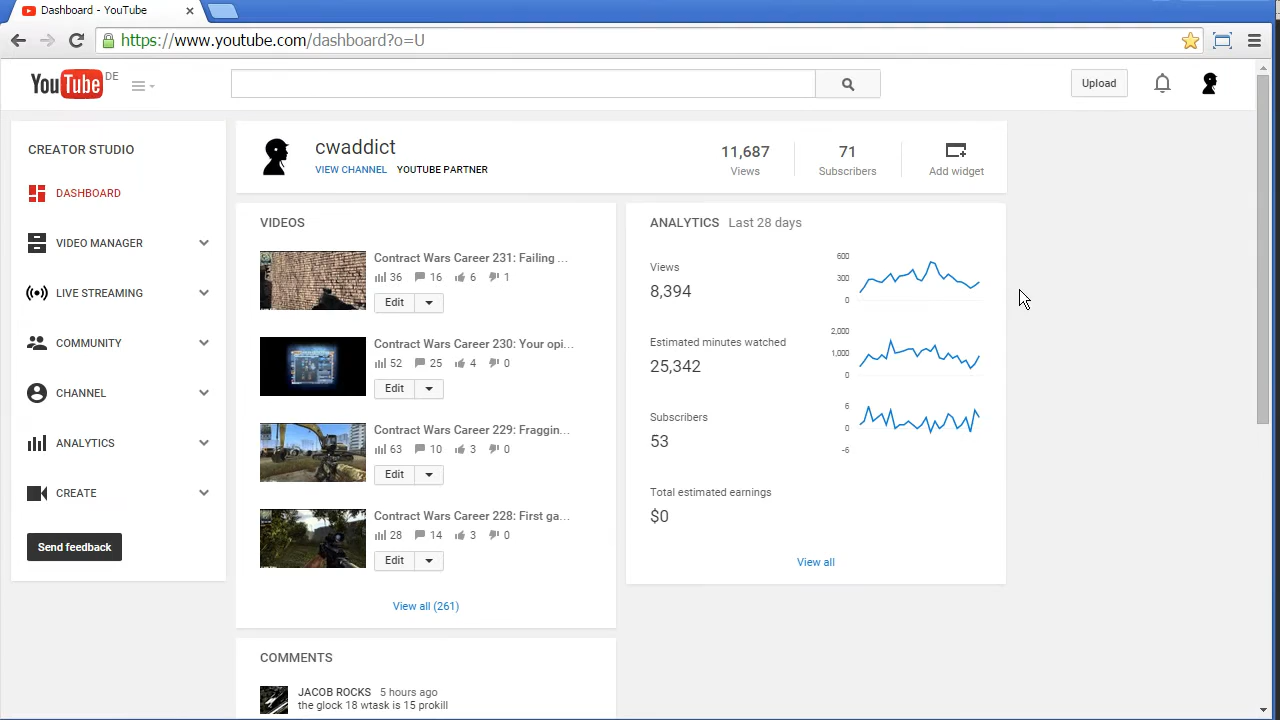 Dashboard - YouTube
https://www.youtube.com/dashboard?o=U
YouTube DE
Upload
CREATOR STUDIO
DASHBOARD
VIDEO MANAGER
LIVE STREAMING
COMMUNITY
CHANNEL
ANALYTICS
CREATE
Send feedback
cwaddict
VIEW CHANNEL YOUTUBE PARTNER
11,687
Views
71
Subscribers
Add widget
VIDEOS
Contract Wars Career 231: Failing ...
36 16 6 1
Edit
Contract Wars Career 230: Your opi...
52 25 4 0
Edit
Contract Wars Career 229: Fraggin...
63 10 3 0
Edit
Contract Wars Career 228: First ga...
28 14 3 0
Edit
View all (261)
ANALYTICS Last 28 days
Views
8,394
600
300
0
Estimated minutes watched
25,342
2,000
1,000
0
Subscribers
53
6
0
-6
Total estimated earnings
$0
View all
COMMENTS
JACOB ROCKS 5 hours ago
the glock 18 wtask is 15 prokill